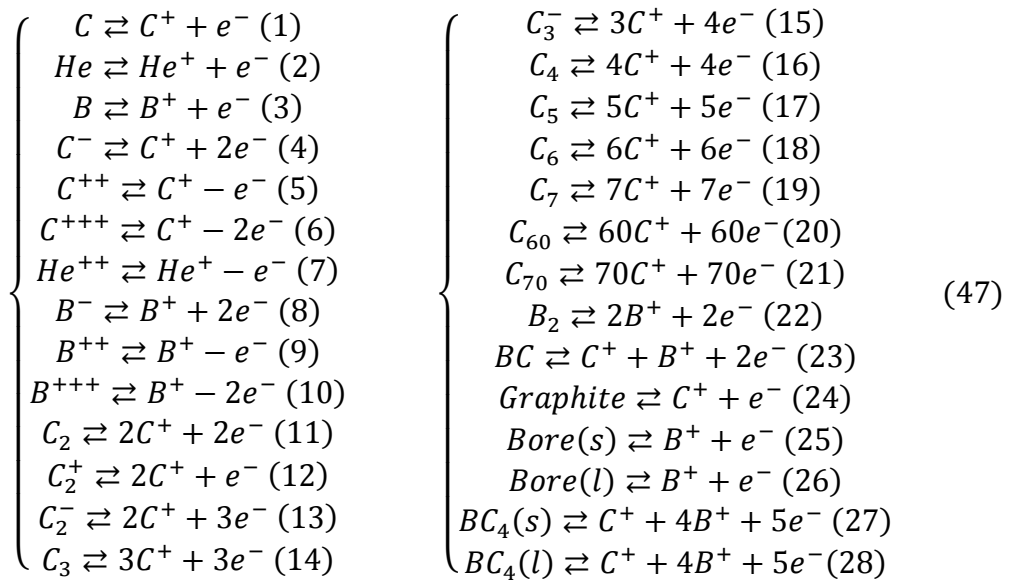 C ⇄ C⁺ + e⁻ (1)
He ⇄ He⁺ + e⁻ (2)
B ⇄ B⁺ + e⁻ (3)
C⁻ ⇄ C⁺ + 2e⁻ (4)
C⁺⁺ ⇄ C⁺ − e⁻ (5)
C⁺⁺⁺ ⇄ C⁺ − 2e⁻ (6)
He⁺⁺ ⇄ He⁺ − e⁻ (7)
B⁻ ⇄ B⁺ + 2e⁻ (8)
B⁺⁺ ⇄ B⁺ − e⁻ (9)
B⁺⁺⁺ ⇄ B⁺ − 2e⁻ (10)
C₂ ⇄ 2C⁺ + 2e⁻ (11)
C₂⁺ ⇄ 2C⁺ + e⁻ (12)
C₂⁻ ⇄ 2C⁺ + 3e⁻ (13)
C₃ ⇄ 3C⁺ + 3e⁻ (14)
C₃⁻ ⇄ 3C⁺ + 4e⁻ (15)
C₄ ⇄ 4C⁺ + 4e⁻ (16)
C₅ ⇄ 5C⁺ + 5e⁻ (17)
C₆ ⇄ 6C⁺ + 6e⁻ (18)
C₇ ⇄ 7C⁺ + 7e⁻ (19)
C₆₀ ⇄ 60C⁺ + 60e⁻(20)
C₇₀ ⇄ 70C⁺ + 70e⁻ (21)
B₂ ⇄ 2B⁺ + 2e⁻ (22)
BC ⇄ C⁺ + B⁺ + 2e⁻ (23)
Graphite ⇄ C⁺ + e⁻ (24)
Bore(s) ⇄ B⁺ + e⁻ (25)
Bore(l) ⇄ B⁺ + e⁻ (26)
BC₄(s) ⇄ C⁺ + 4B⁺ + 5e⁻ (27)
BC₄(l) ⇄ C⁺ + 4B⁺ + 5e⁻(28)
(47)